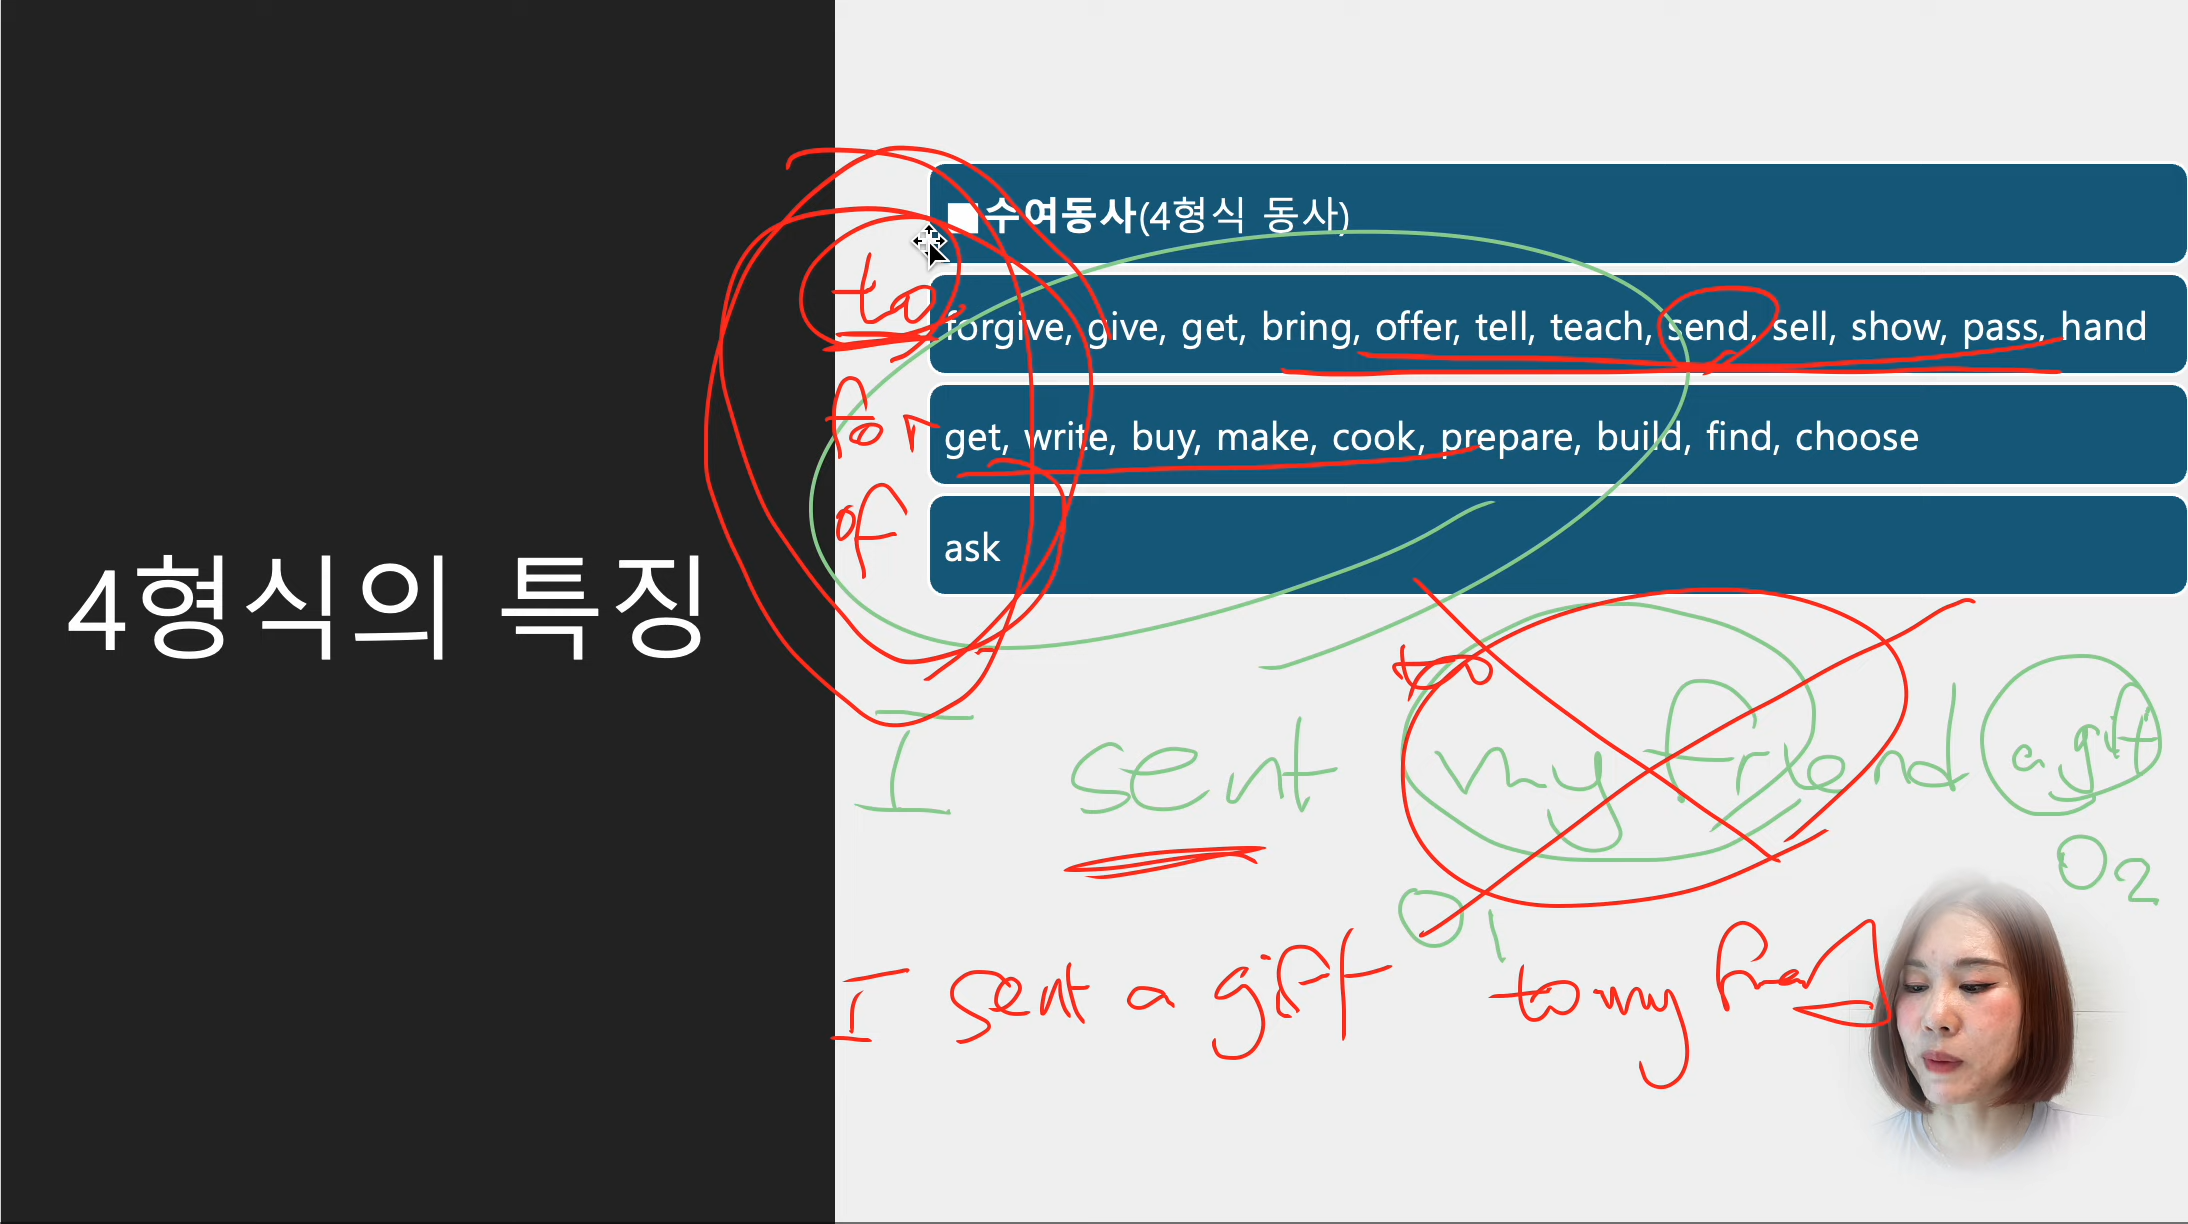 4형식의 특징
■수여동사(4형식 동사)
to
forgive, give, get, bring, offer, tell, teach, send, sell, show, pass, hand
for
get, write, buy, make, cook, prepare, build, find, choose
of
ask
to
I sent my friend a gift
O1
O2
I sent a gift to my